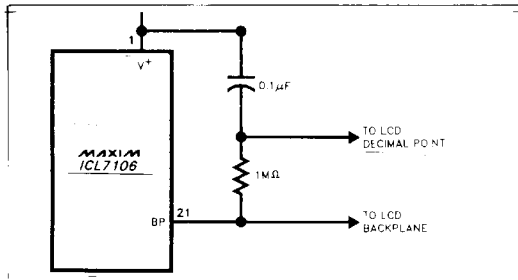 1
V+
0.1μF
MAXIM
ICL7106
TO LCD
DECIMAL POINT
1MΩ
21
BP
TO LCD
BACKPLANE